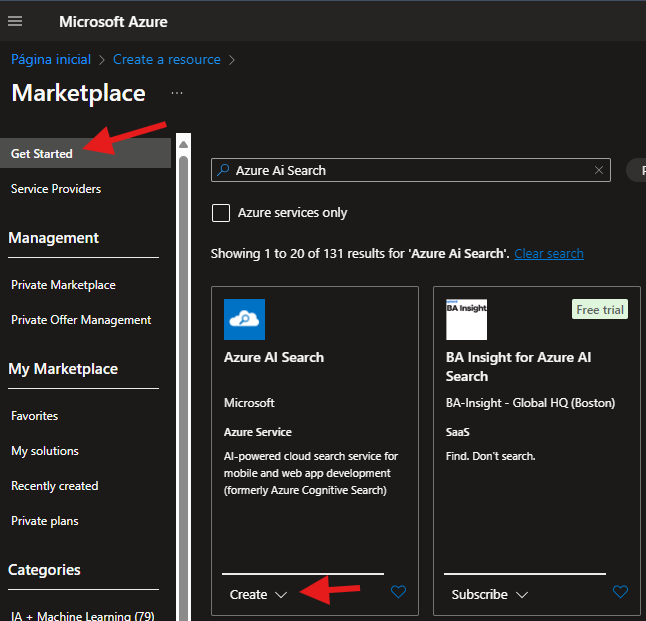 Microsoft Azure
Página inicial > Create a resource >
Marketplace ...
Get Started
Service Providers
Management
Private Marketplace
Private Offer Management
My Marketplace
Favorites
My solutions
Recently created
Private plans
Categories
IA + Machine Learning (79)
Azure Ai Search
Azure services only
Showing 1 to 20 of 131 results for 'Azure Ai Search'. Clear search
Azure AI Search
Microsoft
Azure Service
AI-powered cloud search service for
mobile and web app development
(formerly Azure Cognitive Search)
Create
BA Insight
Free trial
BA Insight for Azure AI
Search
BA-Insight - Global HQ (Boston)
SaaS
Find. Don't search.
Subscribe